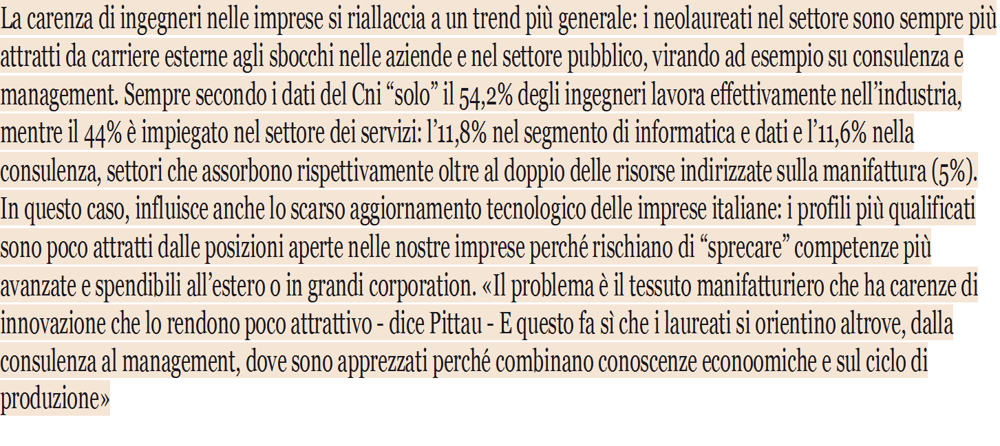 La carenza di ingegneri nelle imprese si riallaccia a un trend più generale: i neolaureati nel settore sono sempre più
attratti da carriere esterne agli sbocchi nelle aziende e nel settore pubblico, virando ad esempio su consulenza e
management. Sempre secondo i dati del Cni “solo” il 54,2% degli ingegneri lavora effettivamente nell’industria,
mentre il 44% è impiegato nel settore dei servizi: l’11,8% nel segmento di informatica e dati e l’11,6% nella
consulenza, settori che assorbono rispettivamente oltre al doppio delle risorse indirizzate sulla manifattura (5%).
In questo caso, influisce anche lo scarso aggiornamento tecnologico delle imprese italiane: i profili più qualificati
sono poco attratti dalle posizioni aperte nelle nostre imprese perché rischiano di “sprecare” competenze più
avanzate e spendibili all’estero o in grandi corporation. «Il problema è il tessuto manifatturiero che ha carenze di
innovazione che lo rendono poco attrattivo - dice Pittau - E questo fa sì che i laureati si orientino altrove, dalla
consulenza al management, dove sono apprezzati perché combinano conoscenze econoomiche e sul ciclo di
produzione»